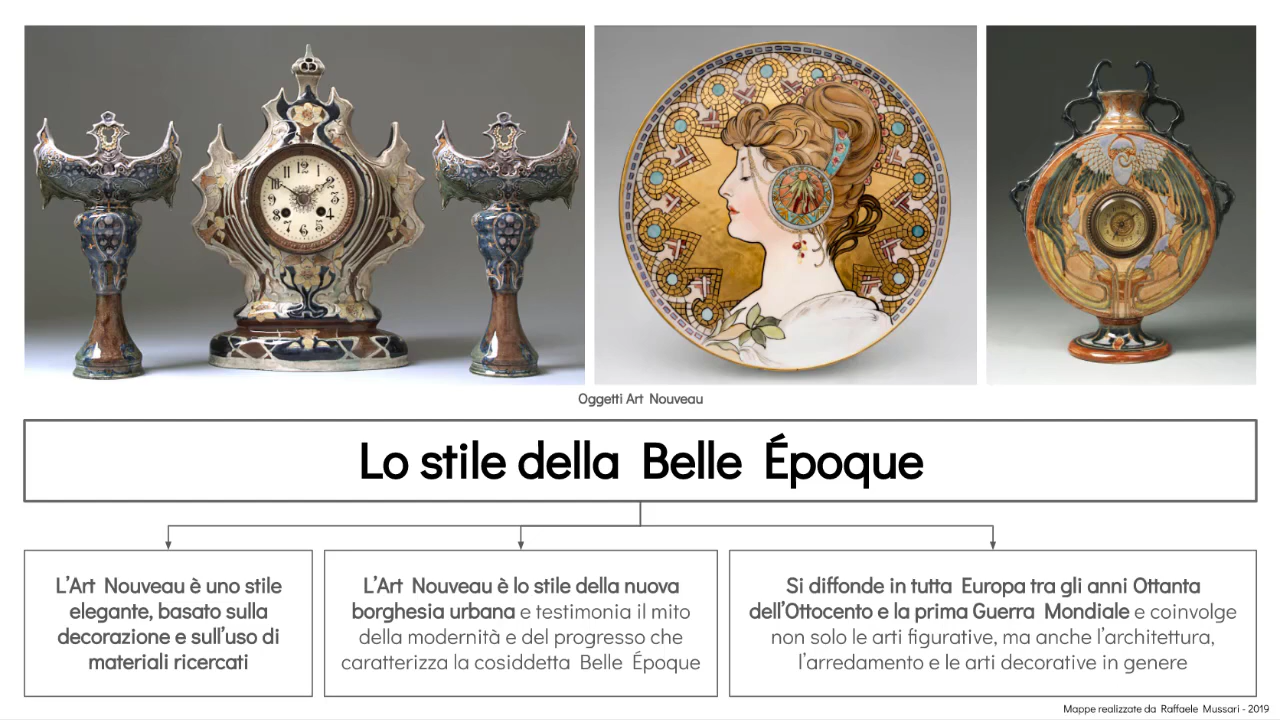 Oggetti Art Nouveau
Lo stile della Belle Époque
L'Art Nouveau è uno stile
elegante, basato sulla
decorazione e sull'uso di
materiali ricercati
L'Art Nouveau è lo stile della nuova
borghesia urbana e testimonia il mito
della modernità e del progresso che
caratterizza la cosiddetta Belle Époque
Si diffonde in tutta Europa tra gli anni Ottanta
dell'Ottocento e la prima Guerra Mondiale e coinvolge
non solo le arti figurative, ma anche l'architettura,
l'arredamento e le arti decorative in genere
Mappe realizzate da Raffaele Mussari - 2019